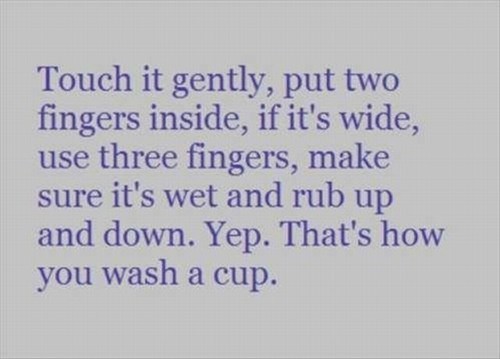 Touch it gently, put two
fingers inside, if it's wide,
use three fingers, make
sure it's wet and rub up
and down. Yep. That's how
you wash a cup.